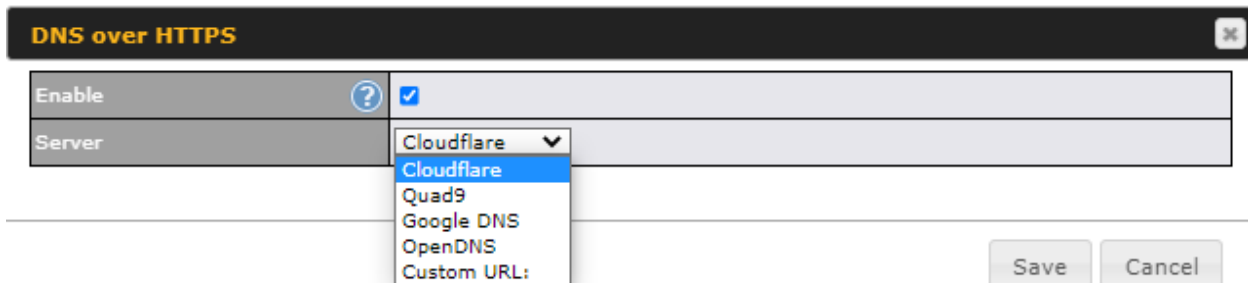 DNS over HTTPS
Enable ?
Server Cloudflare
Cloudflare
Quad9
Google DNS
OpenDNS
Custom URL:
Save Cancel